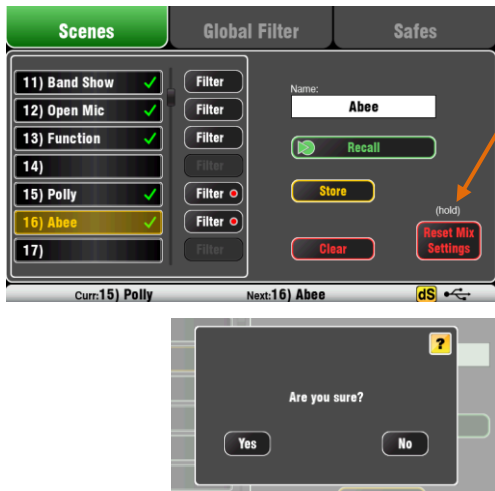 Scenes Global Filter Safes
11) Band Show Filter
12) Open Mic Filter
13) Function Filter
14) Filter
15) Polly Filter
16) Abee Filter
17) Filter
Name:
Abee
Recall
Store
Clear
(hold)
Reset Mix
Settings
Curr:15) Polly Next:16) Abee dS
?
Are you sure?
Yes No